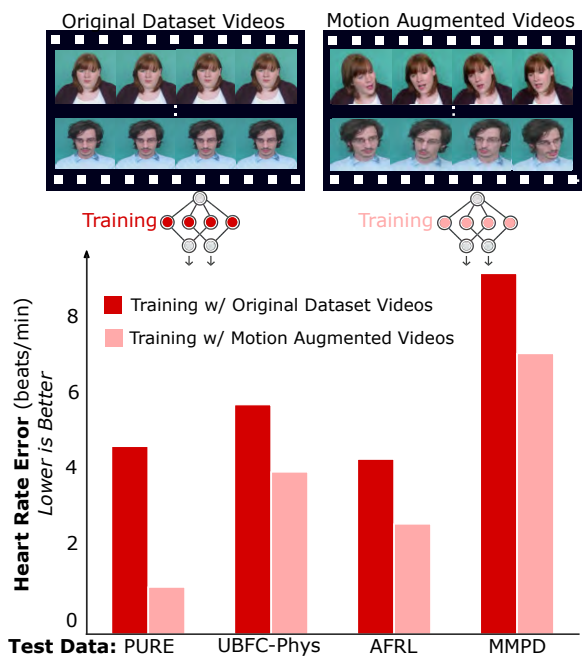 Original Dataset Videos
Motion Augmented Videos
Training
Training
Training w/ Original Dataset Videos
Training w/ Motion Augmented Videos
Heart Rate Error (beats/min)
Lower is Better
8
6
4
2
0
Test Data: PURE UBFC-Phys AFRL MMPD